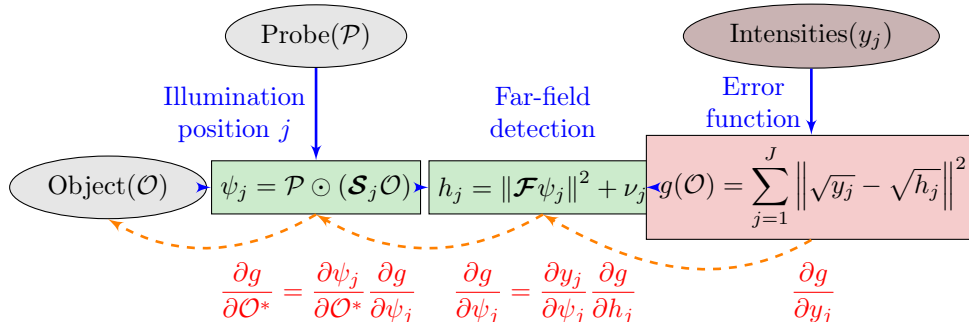 Probe(𝒫)
Intensities(y_j)
Illumination
position j
Far-field
detection
Error
function
Object(𝒪)
ψ_j = 𝒫 ⊙ (𝓢_j𝒪)
h_j = ‖𝓕ψ_j‖² + ν_j
g(𝒪) = ∑_{j=1}^{J} ‖√y_j − √h_j‖²
∂g/∂𝒪* = ∂ψ_j/∂𝒪* ∂g/∂ψ_j
∂g/∂ψ_j = ∂y_j/∂ψ_j ∂g/∂h_j
∂g/∂y_j